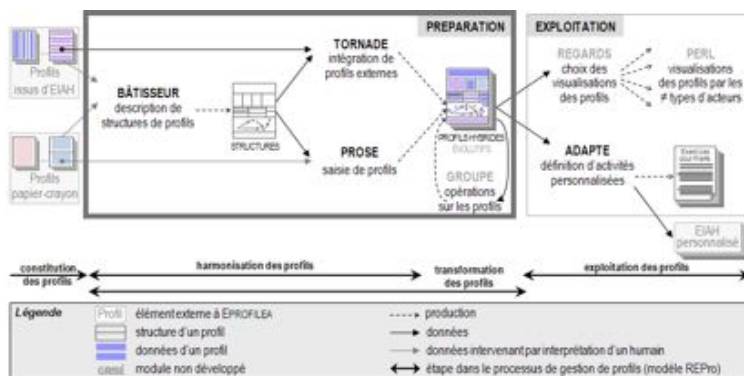 PREPARATION
EXPLOITATION
Profils
issus d'EIAH
Profils
papier-crayon
BÂTISSEUR
description de
structures de profils
STRUCTURES
TORNADE
intégration de
profils externes
PROSE
saisie de profils
PROFILS HYBRIDES
EVOLUTIFS
GROUPE
opérations
sur les profils
REGARDS
choix des
visualisations
des profils
PERL
visualisations
des profils par les
≠ types d'acteurs
ADAPTE
définition d'activités
personnalisées
Exercices
pour Pierre
EIAH
personnalisé
constitution
des profils
harmonisation des profils
transformation
des profils
exploitation des profils
Légende
Profil
élément externe à EPROFILEA
structure d'un profil
données d'un profil
GRISÉ
module non développé
production
données
données intervenant par interprétation d'un humain
étape dans le processus de gestion de profils (modèle REPro)